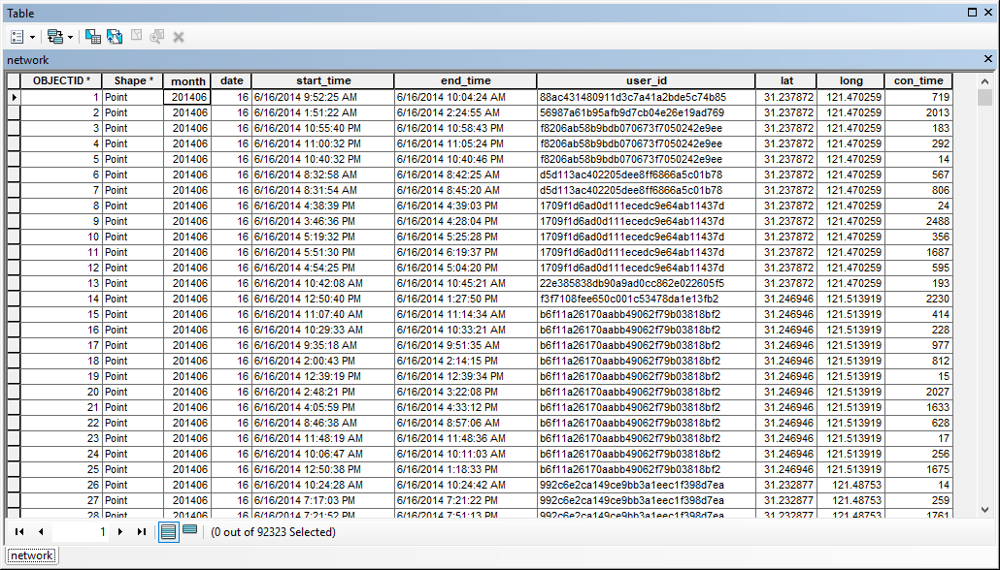 Table
network
OBJECTID * Shape * month date start_time end_time user_id lat long con_time
1 Point 201406 16 6/16/2014 9:52:25 AM 6/16/2014 10:04:24 AM 88ac431480911d3c7a41a2bde5c74b85 31.237872 121.470259 719
2 Point 201406 16 6/16/2014 1:51:22 AM 6/16/2014 2:24:55 AM 56987a61b95afb9d7cb04e26e19ad769 31.237872 121.470259 2013
3 Point 201406 16 6/16/2014 10:55:40 PM 6/16/2014 10:58:43 PM f8206ab58b9bdb070673f7050242e9ee 31.237872 121.470259 183
4 Point 201406 16 6/16/2014 11:00:32 PM 6/16/2014 11:05:24 PM f8206ab58b9bdb070673f7050242e9ee 31.237872 121.470259 292
5 Point 201406 16 6/16/2014 10:40:32 PM 6/16/2014 10:40:46 PM f8206ab58b9bdb070673f7050242e9ee 31.237872 121.470259 14
6 Point 201406 16 6/16/2014 8:32:58 AM 6/16/2014 8:42:25 AM d5d113ac402205dee8ff6866a5c01b78 31.237872 121.470259 567
7 Point 201406 16 6/16/2014 8:31:54 AM 6/16/2014 8:45:20 AM d5d113ac402205dee8ff6866a5c01b78 31.237872 121.470259 806
8 Point 201406 16 6/16/2014 4:38:39 PM 6/16/2014 4:39:03 PM 1709f1d6ad0d111ecedc9e64ab11437d 31.237872 121.470259 24
9 Point 201406 16 6/16/2014 3:46:36 PM 6/16/2014 4:28:04 PM 1709f1d6ad0d111ecedc9e64ab11437d 31.237872 121.470259 2488
10 Point 201406 16 6/16/2014 5:19:32 PM 6/16/2014 5:25:28 PM 1709f1d6ad0d111ecedc9e64ab11437d 31.237872 121.470259 356
11 Point 201406 16 6/16/2014 5:51:30 PM 6/16/2014 6:19:37 PM 1709f1d6ad0d111ecedc9e64ab11437d 31.237872 121.470259 1687
12 Point 201406 16 6/16/2014 4:54:25 PM 6/16/2014 5:04:20 PM 1709f1d6ad0d111ecedc9e64ab11437d 31.237872 121.470259 595
13 Point 201406 16 6/16/2014 10:42:08 AM 6/16/2014 10:45:21 AM 22e385838db90a9ad0cc862e022605f5 31.237872 121.470259 193
14 Point 201406 16 6/16/2014 12:50:40 PM 6/16/2014 1:27:50 PM f3f7108fee650c001c53478da1e13fb2 31.246946 121.513919 2230
15 Point 201406 16 6/16/2014 11:07:40 AM 6/16/2014 11:14:34 AM b6f11a26170aabb49062f79b03818bf2 31.246946 121.513919 414
16 Point 201406 16 6/16/2014 10:29:33 AM 6/16/2014 10:33:21 AM b6f11a26170aabb49062f79b03818bf2 31.246946 121.513919 228
17 Point 201406 16 6/16/2014 9:35:18 AM 6/16/2014 9:51:35 AM b6f11a26170aabb49062f79b03818bf2 31.246946 121.513919 977
18 Point 201406 16 6/16/2014 2:00:43 PM 6/16/2014 2:14:15 PM b6f11a26170aabb49062f79b03818bf2 31.246946 121.513919 812
19 Point 201406 16 6/16/2014 12:39:19 PM 6/16/2014 12:39:34 PM b6f11a26170aabb49062f79b03818bf2 31.246946 121.513919 15
20 Point 201406 16 6/16/2014 2:48:21 PM 6/16/2014 3:22:08 PM b6f11a26170aabb49062f79b03818bf2 31.246946 121.513919 2027
21 Point 201406 16 6/16/2014 4:05:59 PM 6/16/2014 4:33:12 PM b6f11a26170aabb49062f79b03818bf2 31.246946 121.513919 1633
22 Point 201406 16 6/16/2014 8:46:38 AM 6/16/2014 8:57:06 AM b6f11a26170aabb49062f79b03818bf2 31.246946 121.513919 628
23 Point 201406 16 6/16/2014 11:48:19 AM 6/16/2014 11:48:36 AM b6f11a26170aabb49062f79b03818bf2 31.246946 121.513919 17
24 Point 201406 16 6/16/2014 10:06:47 AM 6/16/2014 10:11:03 AM b6f11a26170aabb49062f79b03818bf2 31.246946 121.513919 256
25 Point 201406 16 6/16/2014 12:50:38 PM 6/16/2014 1:18:33 PM b6f11a26170aabb49062f79b03818bf2 31.246946 121.513919 1675
26 Point 201406 16 6/16/2014 10:24:28 AM 6/16/2014 10:24:42 AM 992c6e2ca149ce9bb3a1eec1f398d7ea 31.232877 121.48753 14
27 Point 201406 16 6/16/2014 7:17:03 PM 6/16/2014 7:21:22 PM 992c6e2ca149ce9bb3a1eec1f398d7ea 31.232877 121.48753 259
28 Point 201406 16 6/16/2014 7:21:52 PM 6/16/2014 7:51:13 PM 992c6e2ca149ce9bb3a1eec1f398d7ea 31.232877 121.48753 1761
1 (0 out of 92323 Selected)
network